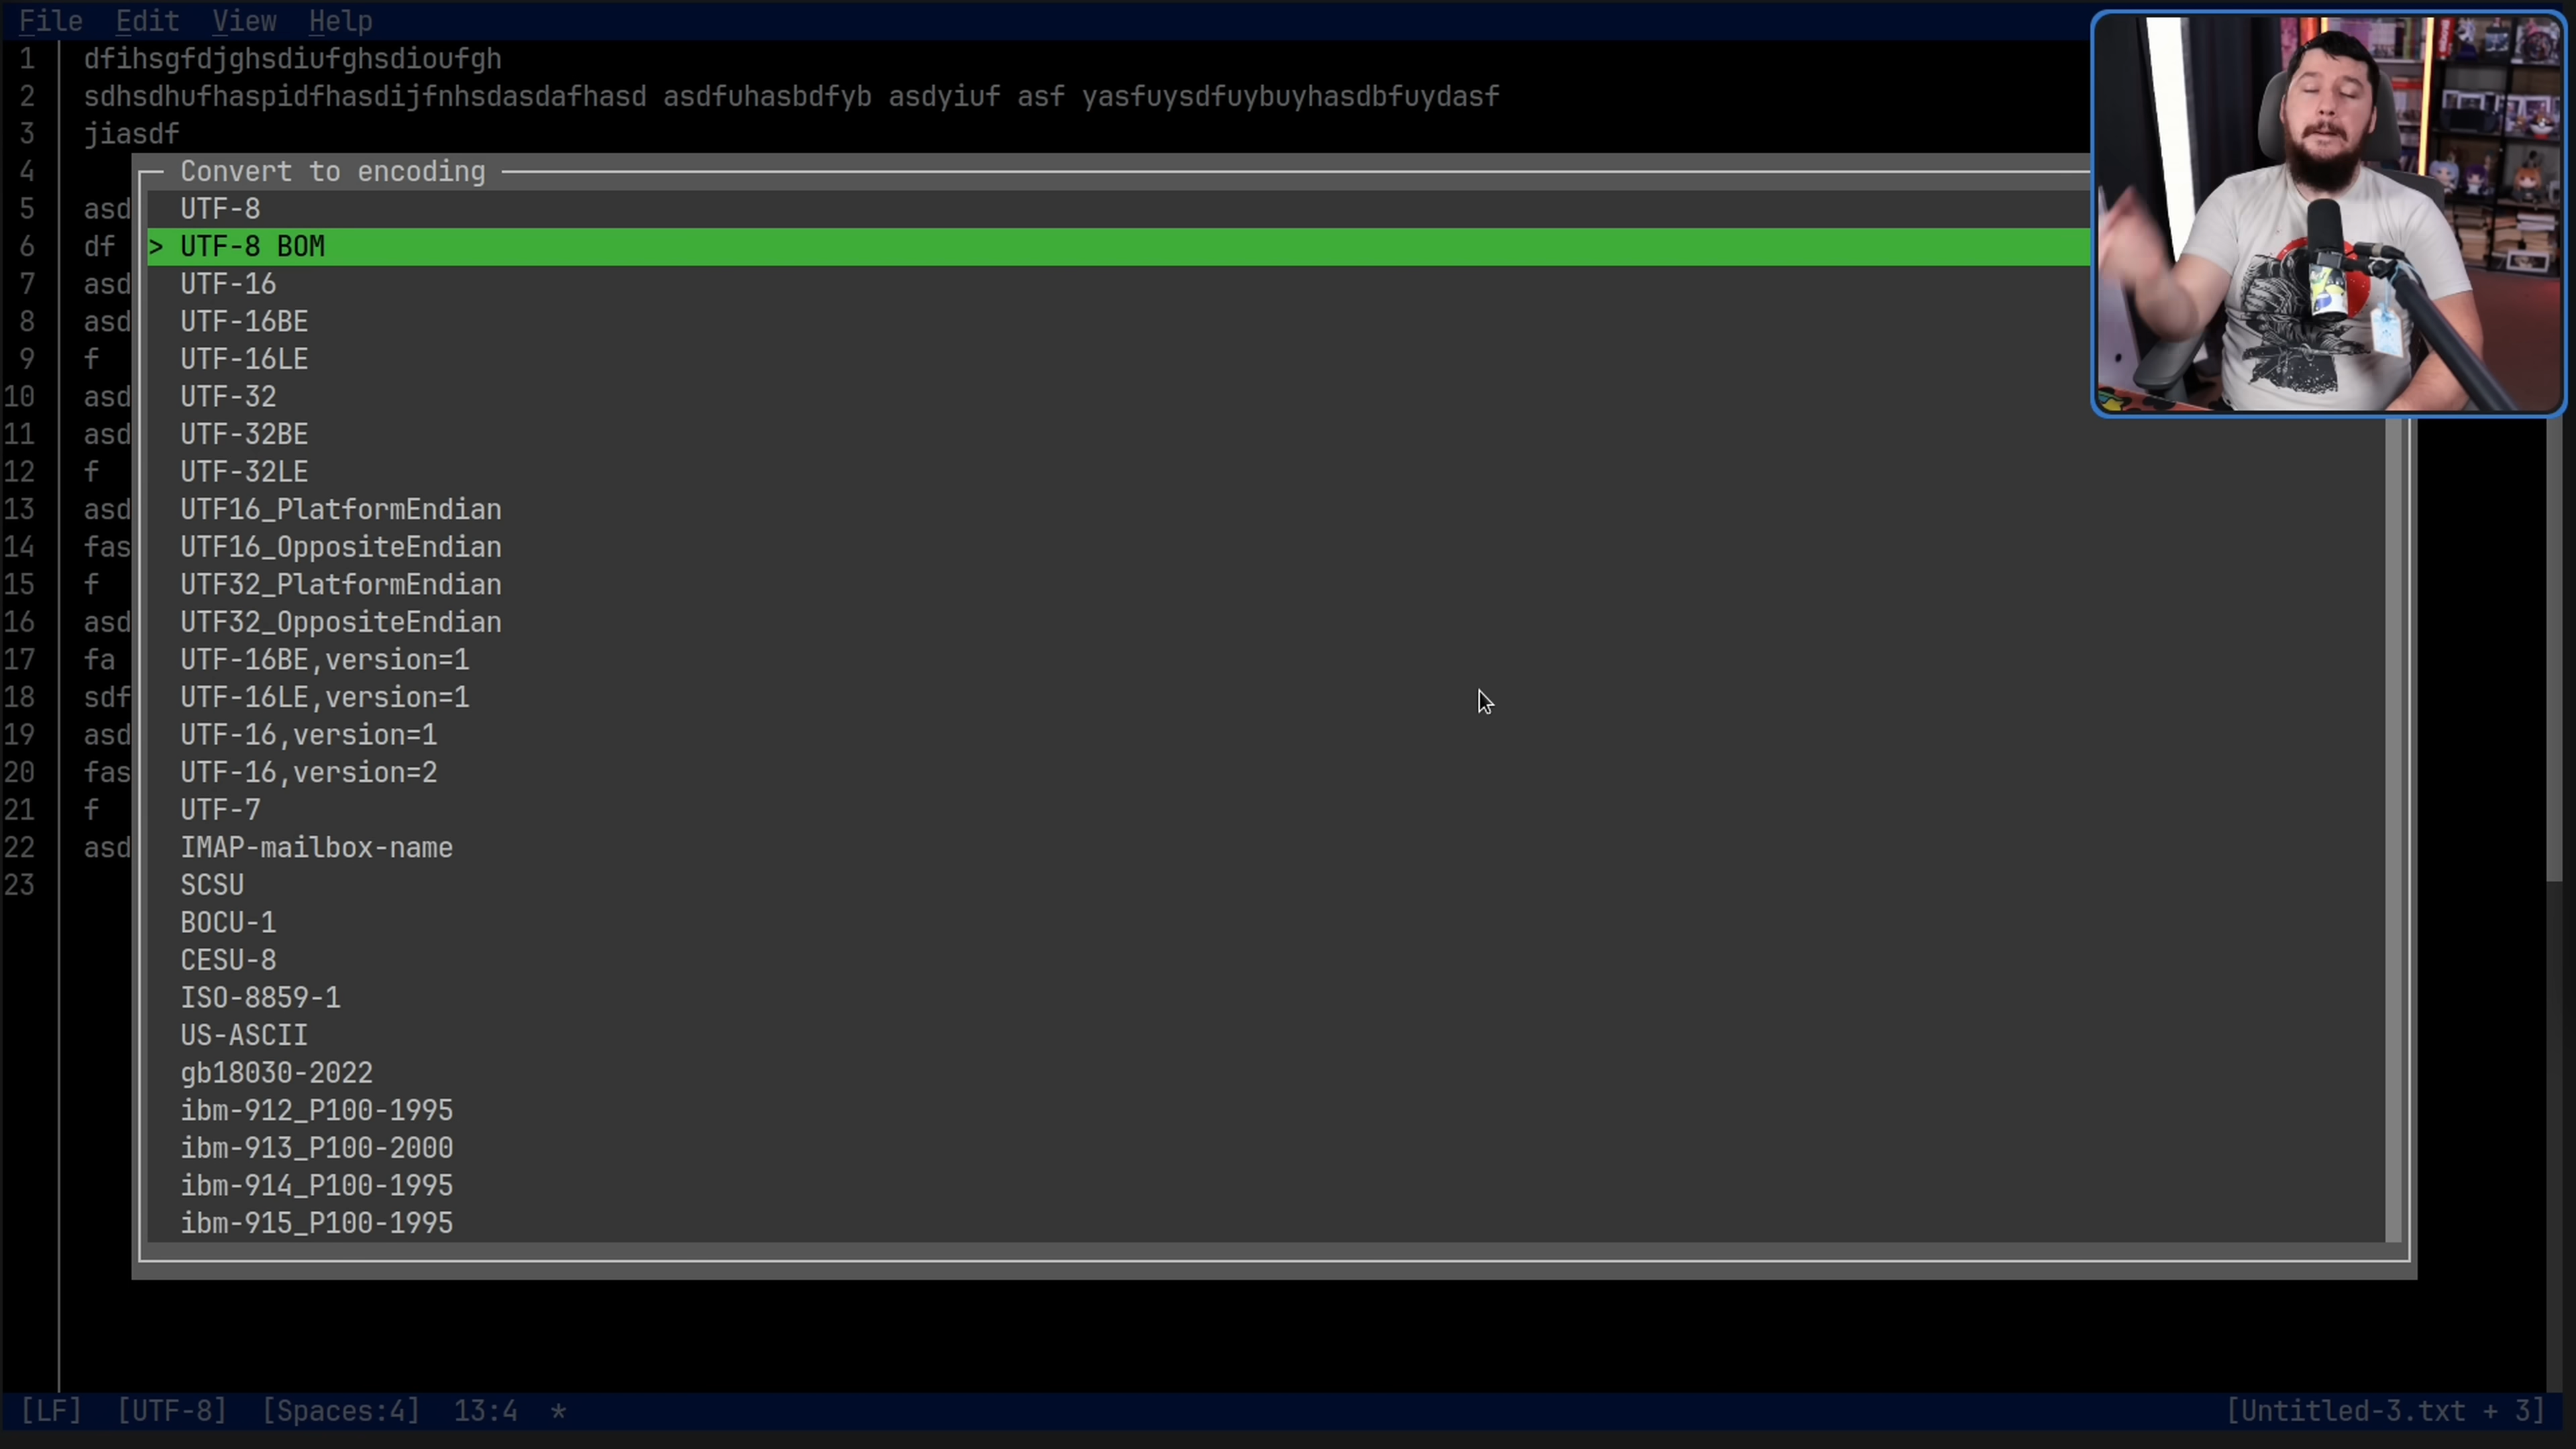 File Edit View Help
1 dfihsgfdjghsdiufghsdioufgh
2 sdhsdhufhaspidfhasdijfnhsdasdafhasd asdfuhasbdfyb asdyiuf asf yasfuysdfuybuyhasdbfuydasf
3 jiasdf
4 Convert to encoding
5 asd UTF-8
6 df > UTF-8 BOM
7 asd UTF-16
8 asd UTF-16BE
9 f UTF-16LE
10 asd UTF-32
11 asd UTF-32BE
12 f UTF-32LE
13 asd UTF16_PlatformEndian
14 fas UTF16_OppositeEndian
15 f UTF32_PlatformEndian
16 asd UTF32_OppositeEndian
17 fa UTF-16BE,version=1
18 sdf UTF-16LE,version=1
19 asd UTF-16,version=1
20 fas UTF-16,version=2
21 f UTF-7
22 asd IMAP-mailbox-name
23 SCSU
BOCU-1
CESU-8
ISO-8859-1
US-ASCII
gb18030-2022
ibm-912_P100-1995
ibm-913_P100-2000
ibm-914_P100-1995
ibm-915_P100-1995
[LF] [UTF-8] [Spaces:4] 13:4 * [Untitled-3.txt + 3]